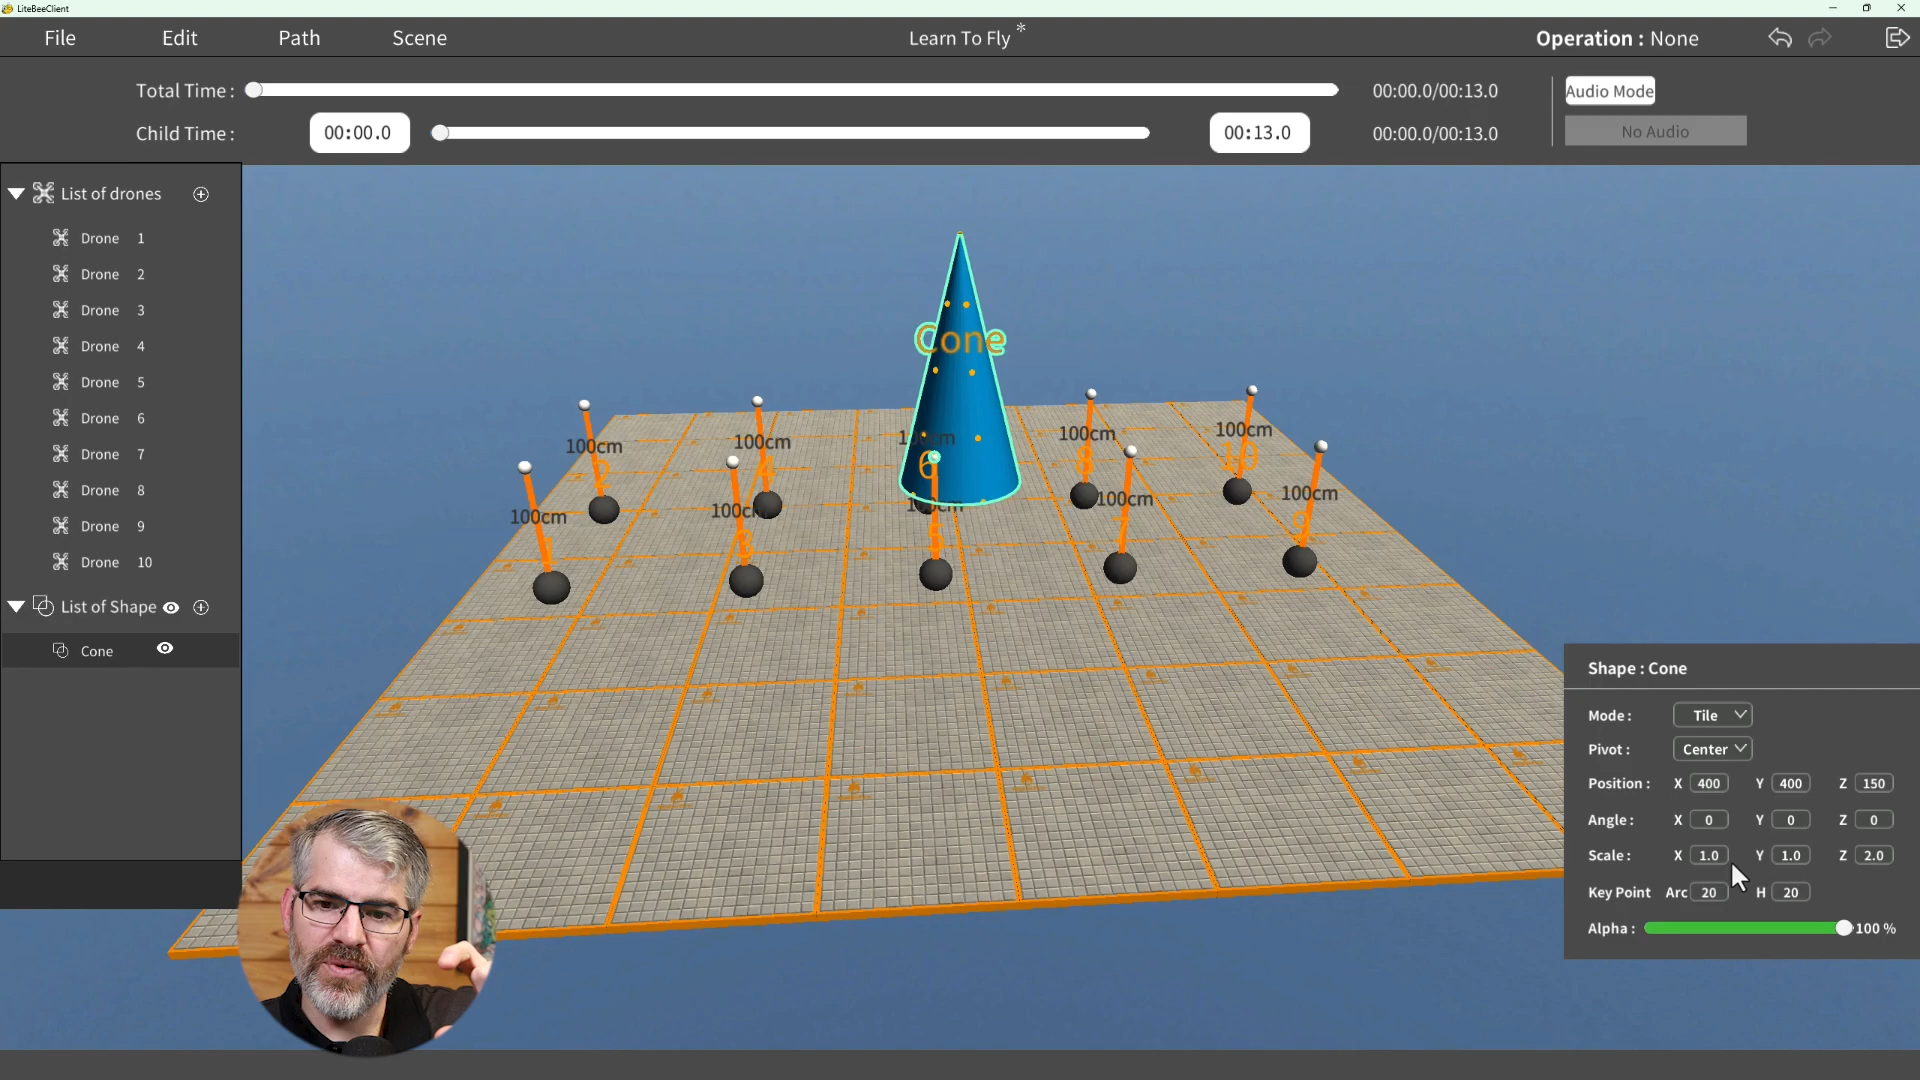 LiteBeeClient
File Edit Path Scene
Learn To Fly *
Operation : None
Total Time : 00:00.0/00:13.0
Audio Mode
Child Time : 00:00.0 00:13.0 00:00.0/00:13.0
No Audio
List of drones
Drone 1
Drone 2
Drone 3
Drone 4
Drone 5
Drone 6
Drone 7
Drone 8
Drone 9
Drone 10
List of Shape
Cone
Cone
100cm 100cm 100cm 100cm
6 8 10
100cm 100cm 100cm
3 9
Shape : Cone
Mode : Tile
Pivot : Center
Position : X 400 Y 400 Z 150
Angle : X 0 Y 0 Z 0
Scale : X 1.0 Y 1.0 Z 2.0
Key Point Arc 20 H 20
Alpha : 100 %